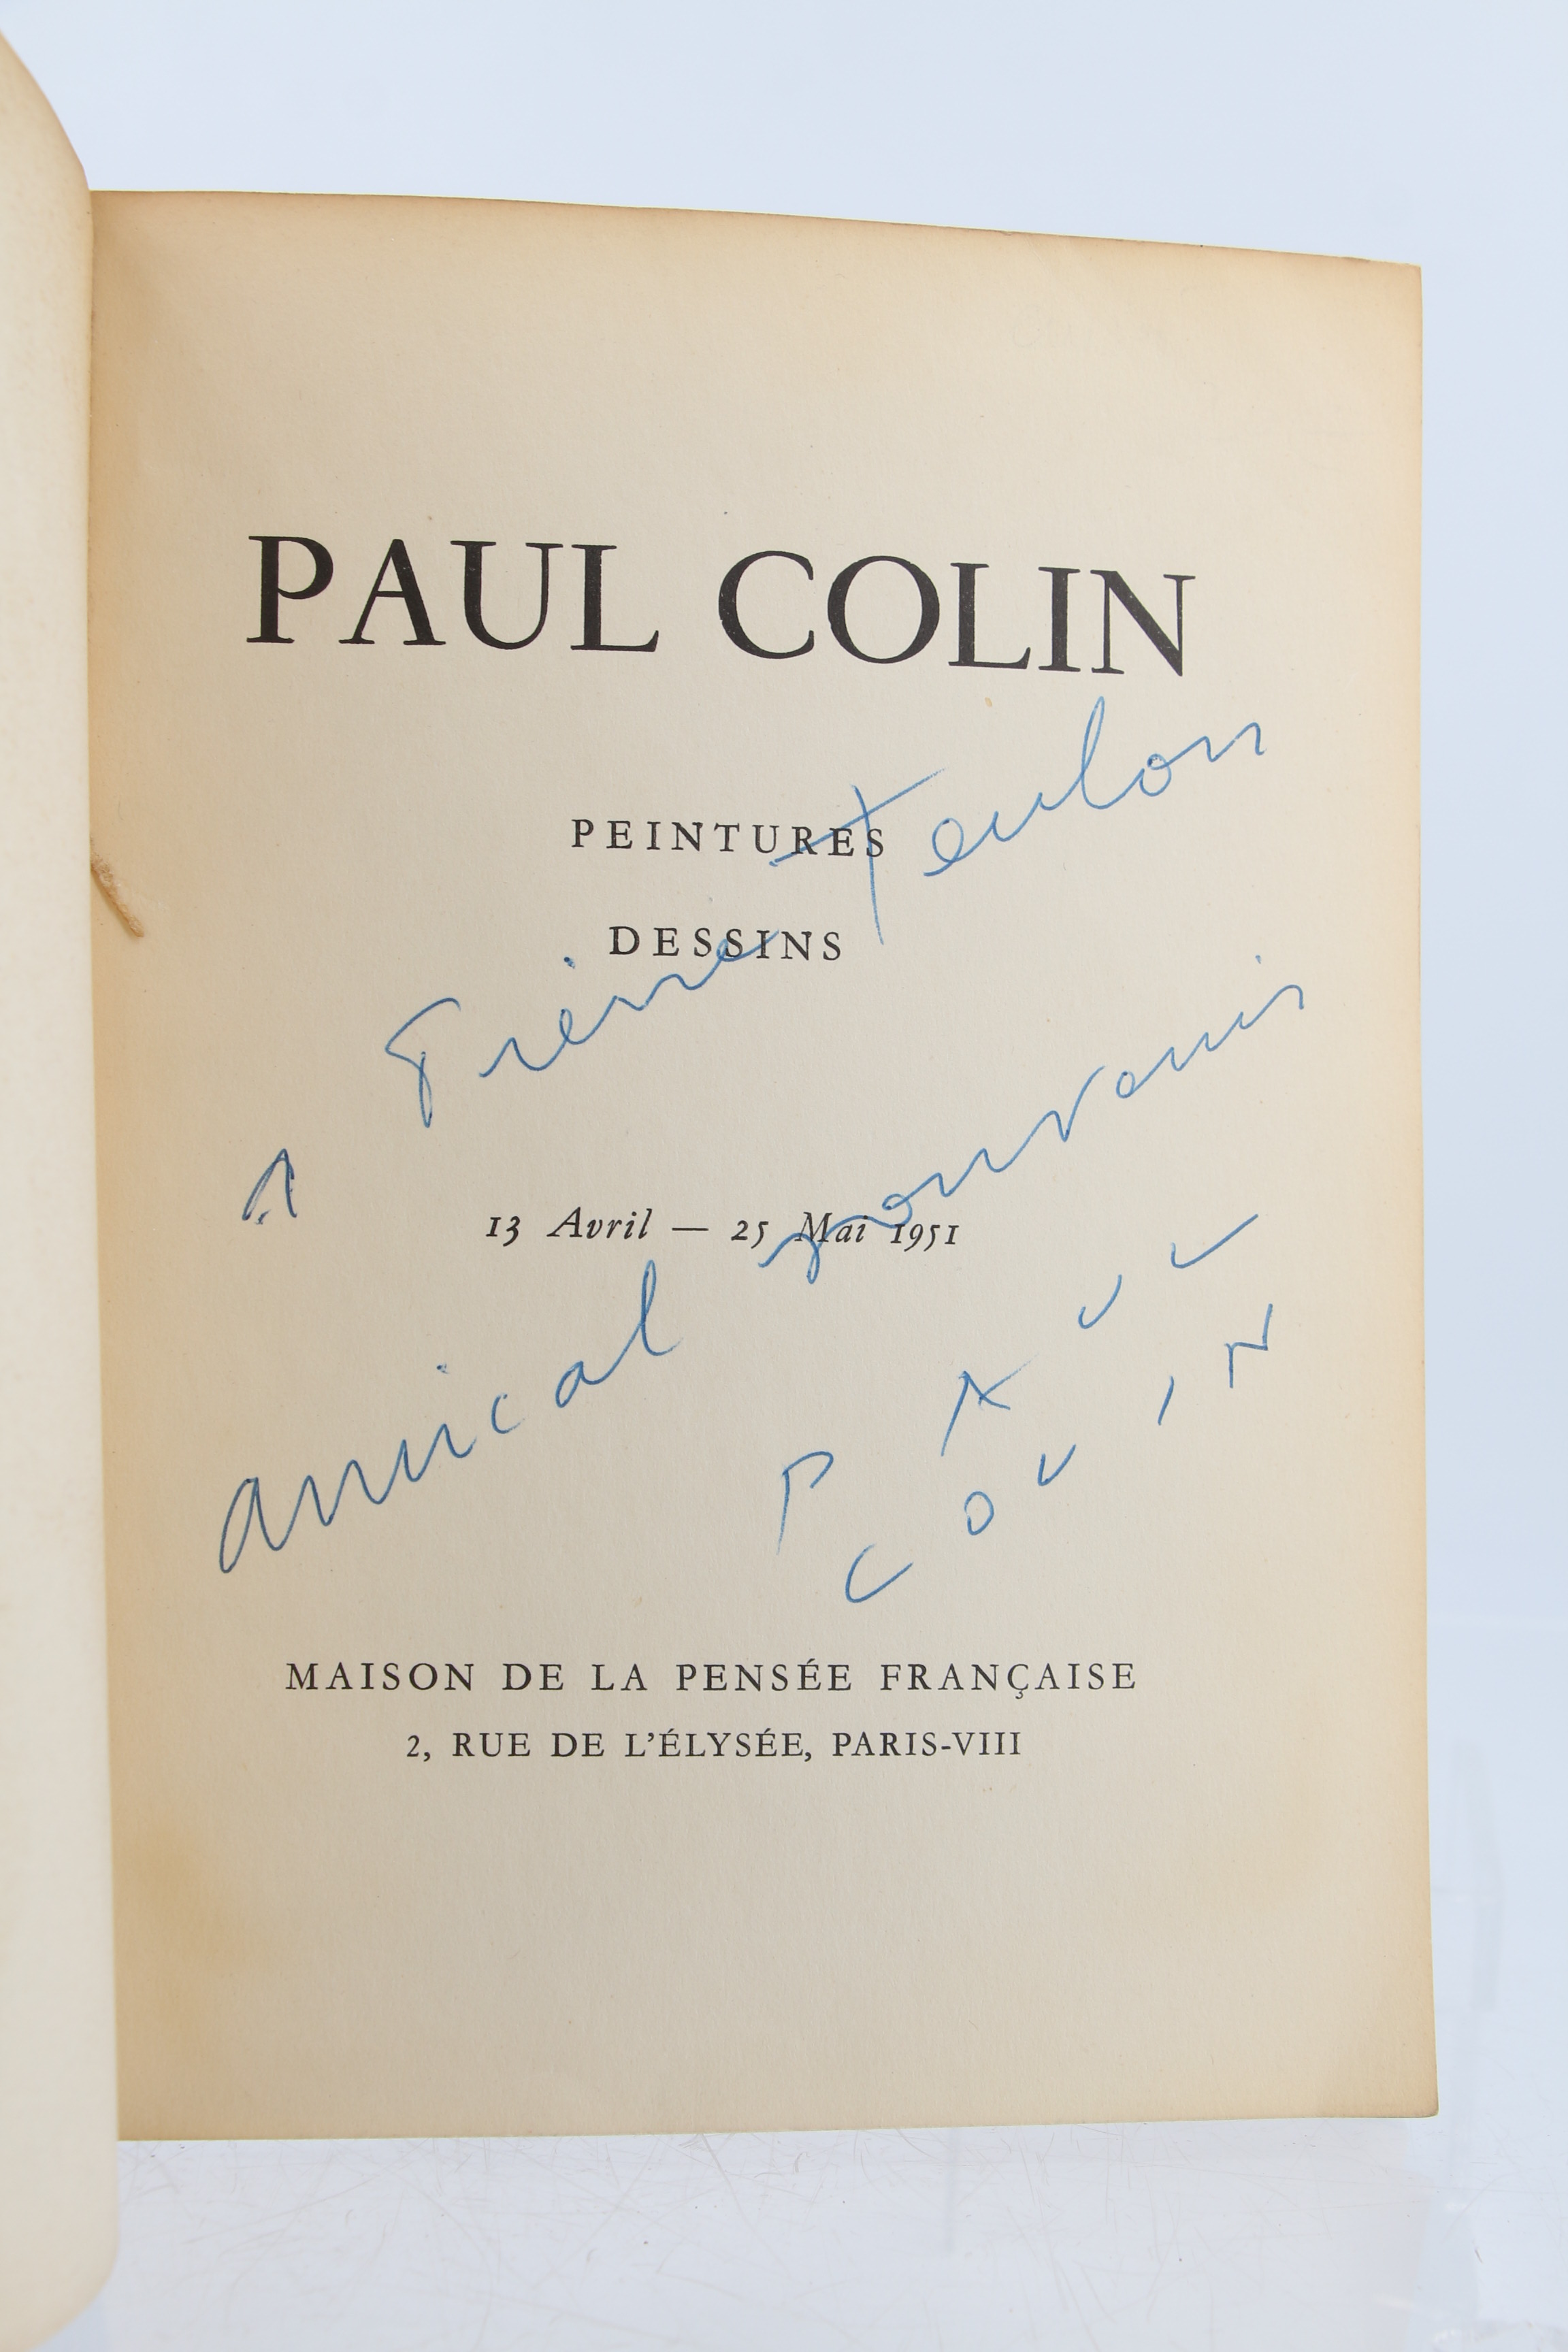 PAUL COLIN
PEINTURES
DESSINS
A Pierre Teulon
13 Avril — 25 Mai 1951
amical souvenir
PAUL
COLIN
MAISON DE LA PENSÉE FRANÇAISE
2, RUE DE L'ÉLYSÉE, PARIS-VIII